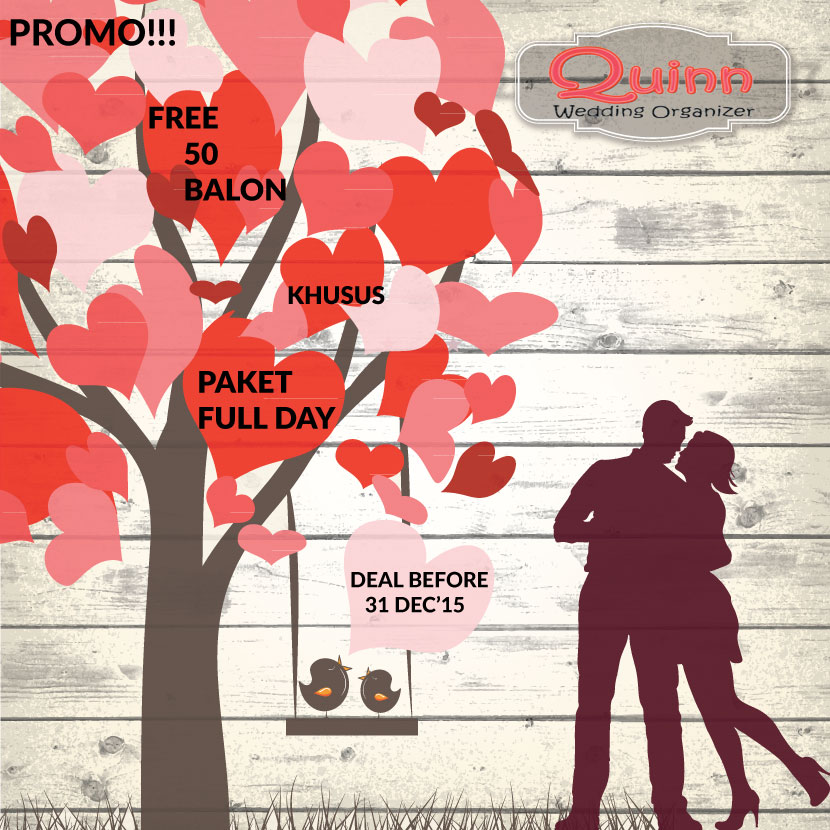 PROMO!!!
Quinn
Wedding Organizer
FREE
50
BALON
KHUSUS
PAKET
FULL DAY
DEAL BEFORE
31 DEC'15